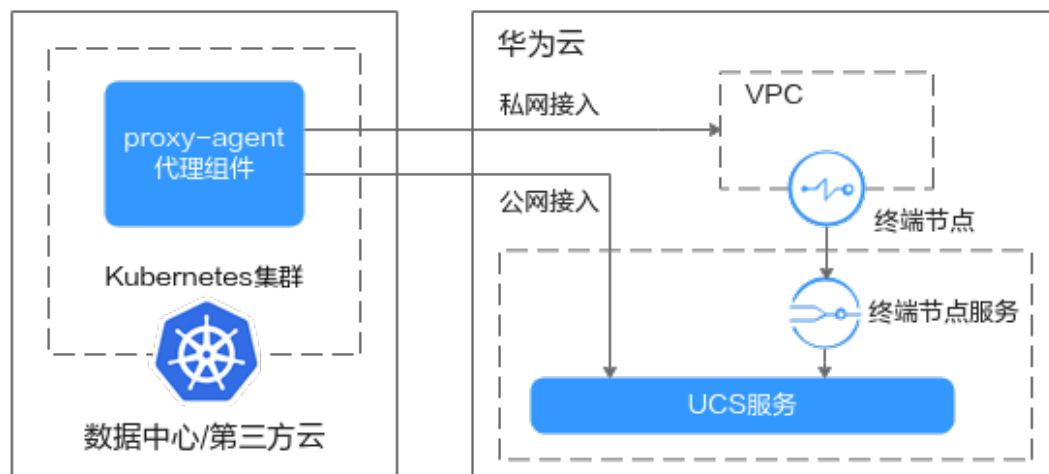 proxy-agent
代理组件
Kubernetes集群
数据中心/第三方云
华为云
私网接入
VPC
公网接入
终端节点
终端节点服务
UCS服务